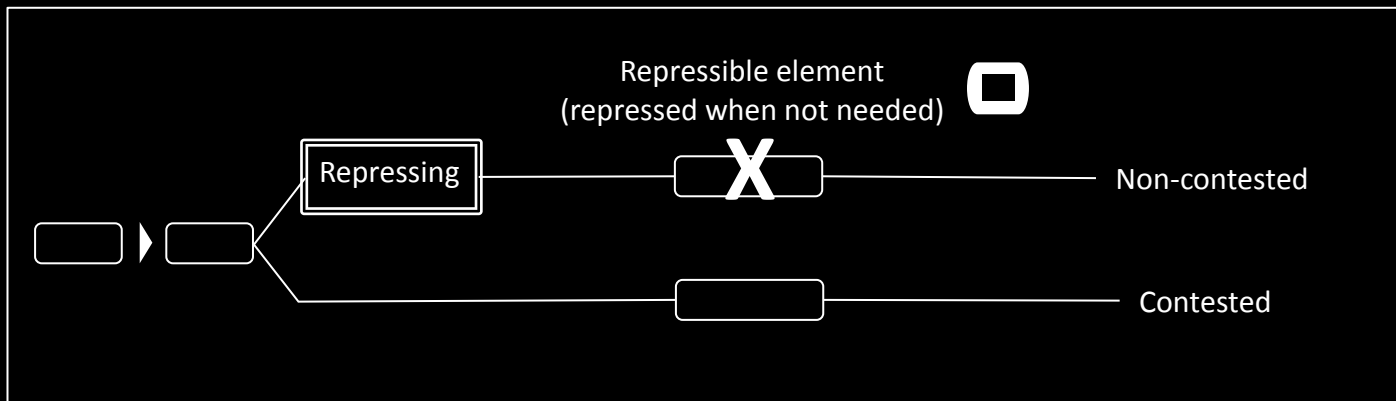 Repressible element
(repressed when not needed)
Repressing
X
Non-contested
Contested